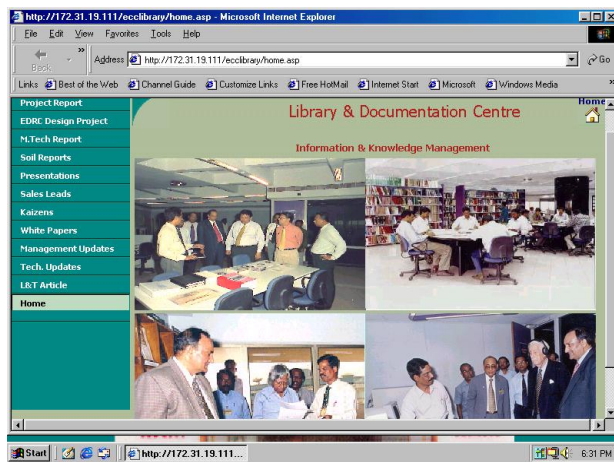 http://172.31.19.111/ecclibrary/home.asp - Microsoft Internet Explorer
File Edit View Favorites Tools Help
Back » Address http://172.31.19.111/ecclibrary/home.asp Go
Links Best of the Web Channel Guide Customize Links Free HotMail Internet Start Microsoft Windows Media »
Project Report
EDRC Design Project
M.Tech Report
Soil Reports
Presentations
Sales Leads
Kaizens
White Papers
Management Updates
Tech. Updates
L&T Article
Home
Home
Library & Documentation Centre
Information & Knowledge Management
Start http://172.31.19.111... 6:31 PM